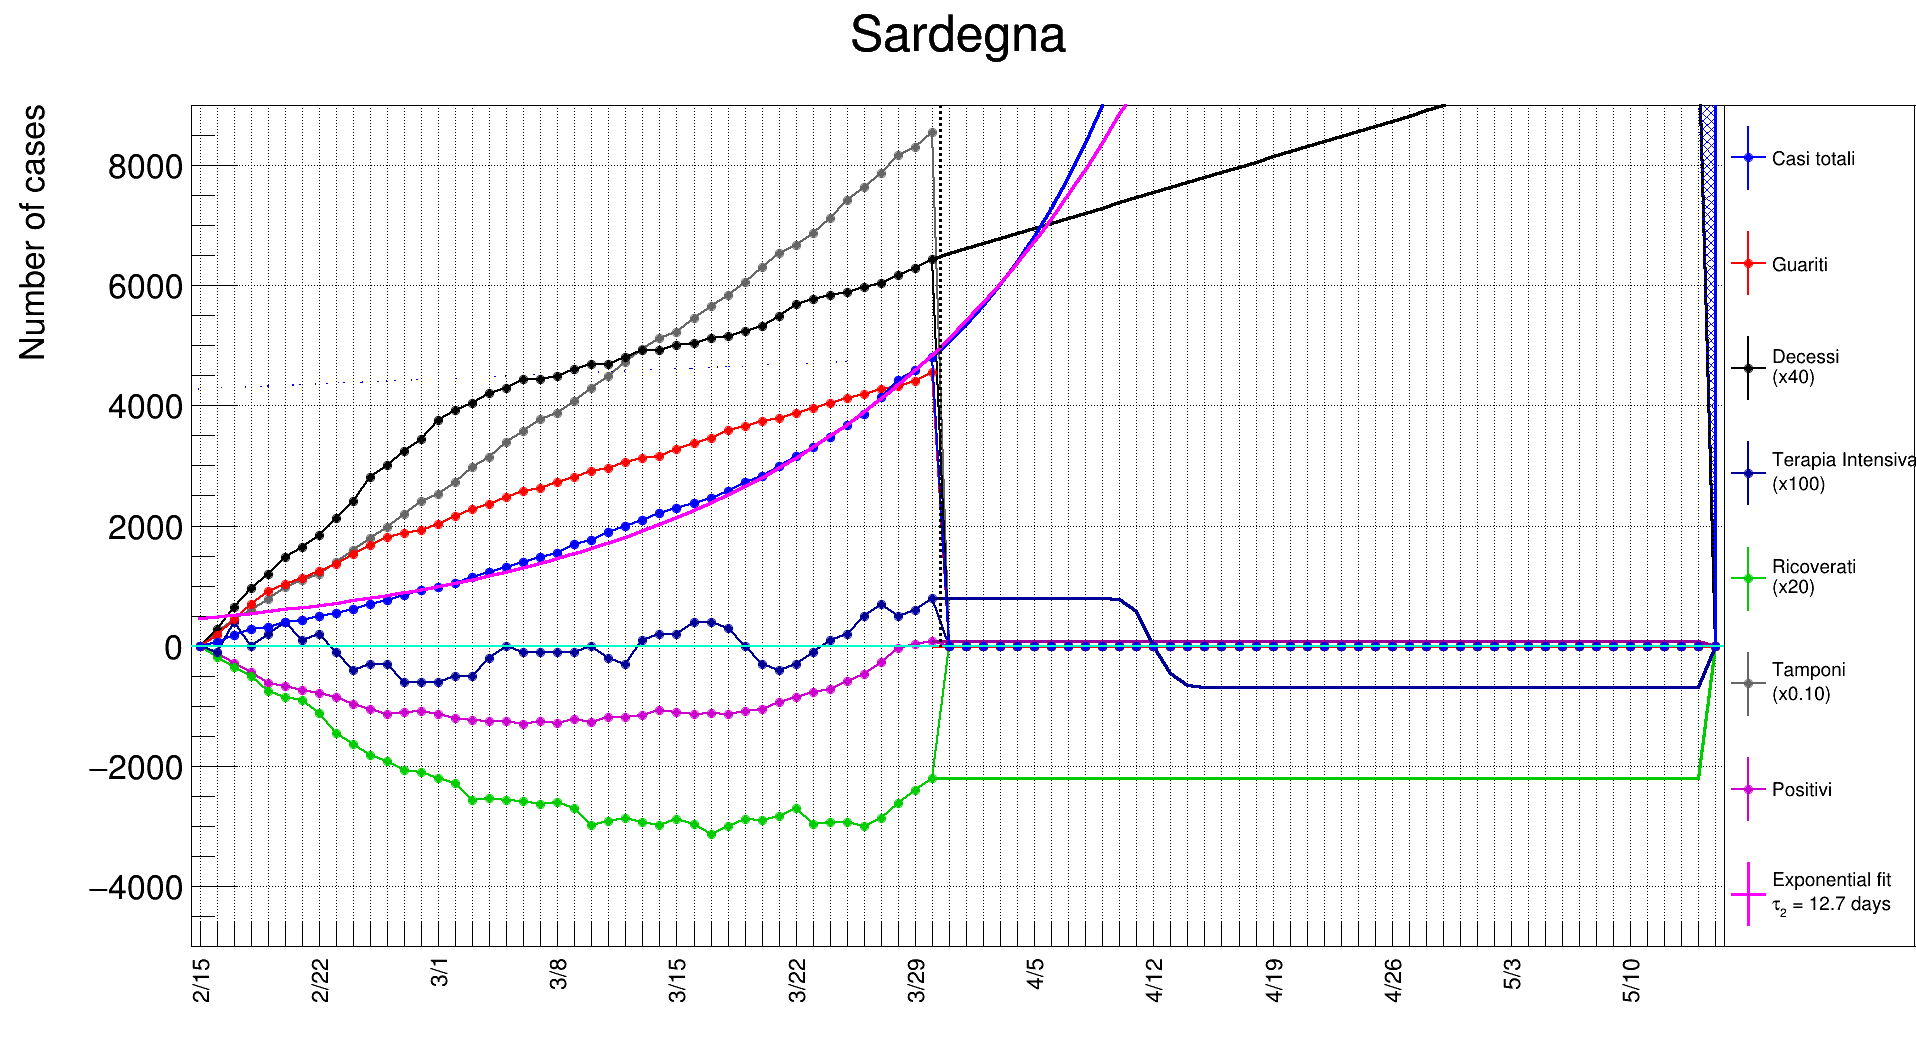 Sardegna
Number of cases
8000
6000
4000
2000
0
−2000
−4000
2/15
2/22
3/1
3/8
3/15
3/22
3/29
4/5
4/12
4/19
4/26
5/3
5/10
Casi totali
Guariti
Decessi
(x40)
Terapia Intensiva
(x100)
Ricoverati
(x20)
Tamponi
(x0.10)
Positivi
Exponential fit
τ2 = 12.7 days